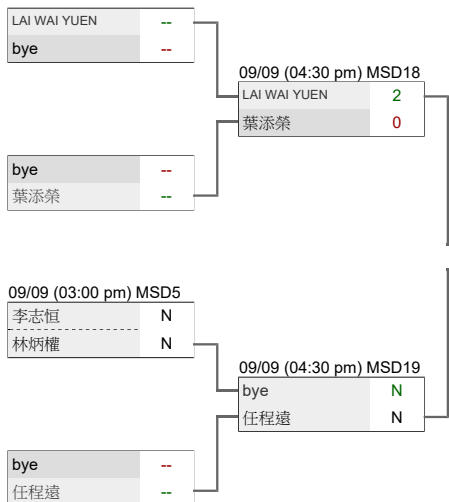 LAI WAI YUEN --
bye --
09/09 (04:30 pm) MSD18
LAI WAI YUEN 2
葉添榮 0
bye --
葉添榮 --
09/09 (03:00 pm) MSD5
李志恒 N
林炳權 N
09/09 (04:30 pm) MSD19
bye N
任程遠 N
bye --
任程遠 --